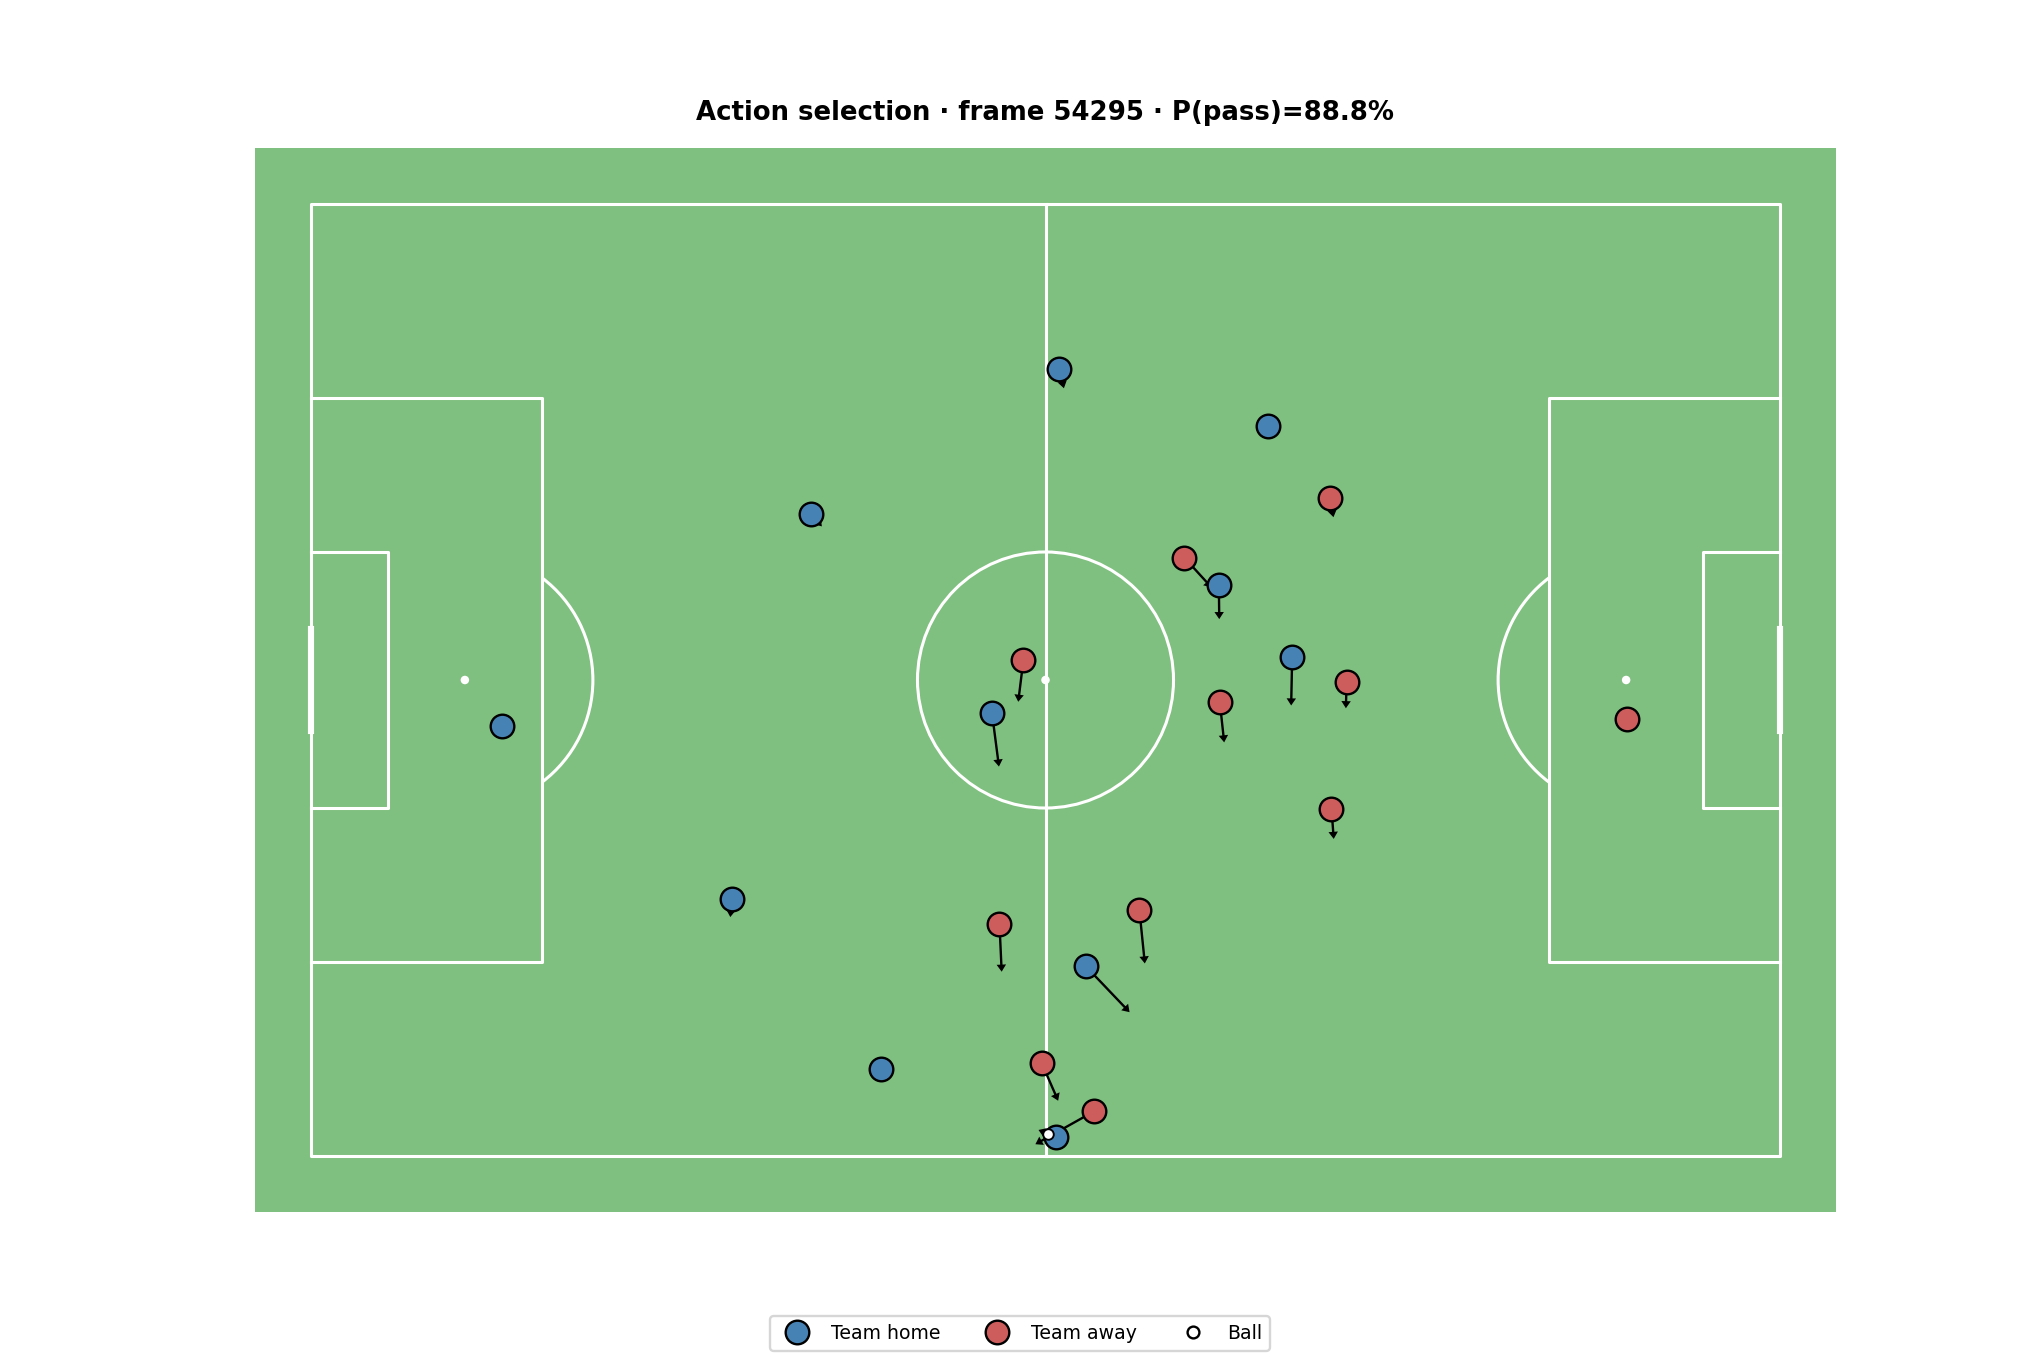 Action selection · frame 54295 · P(pass)=88.8%
Team home
Team away
Ball